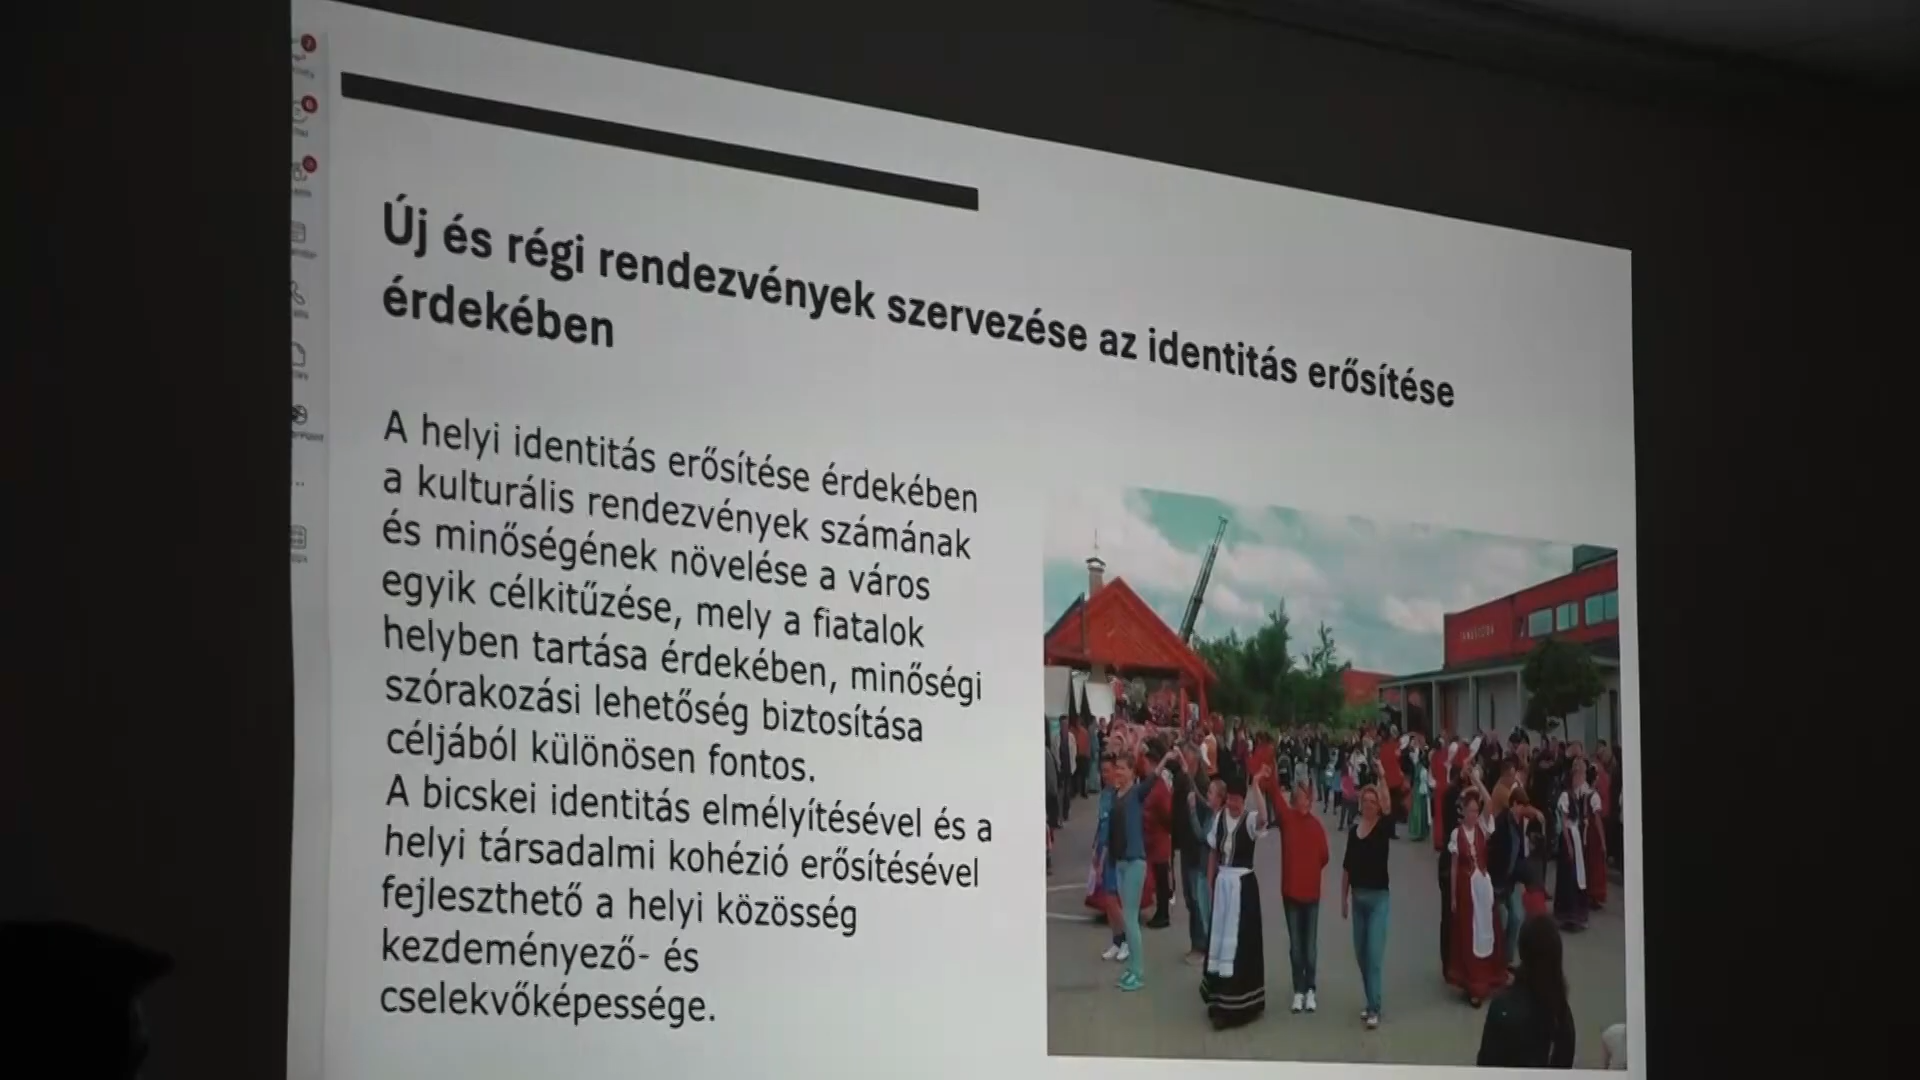 Új és régi rendezvények szervezése az identitás erősítése
érdekében
A helyi identitás erősítése érdekében
a kulturális rendezvények számának
és minőségének növelése a város
egyik célkitűzése, mely a fiatalok
helyben tartása érdekében, minőségi
szórakozási lehetőség biztosítása
céljából különösen fontos.
A bicskei identitás elmélyítésével és a
helyi társadalmi kohézió erősítésével
fejleszthető a helyi közösség
kezdeményező- és
cselekvőképessége.